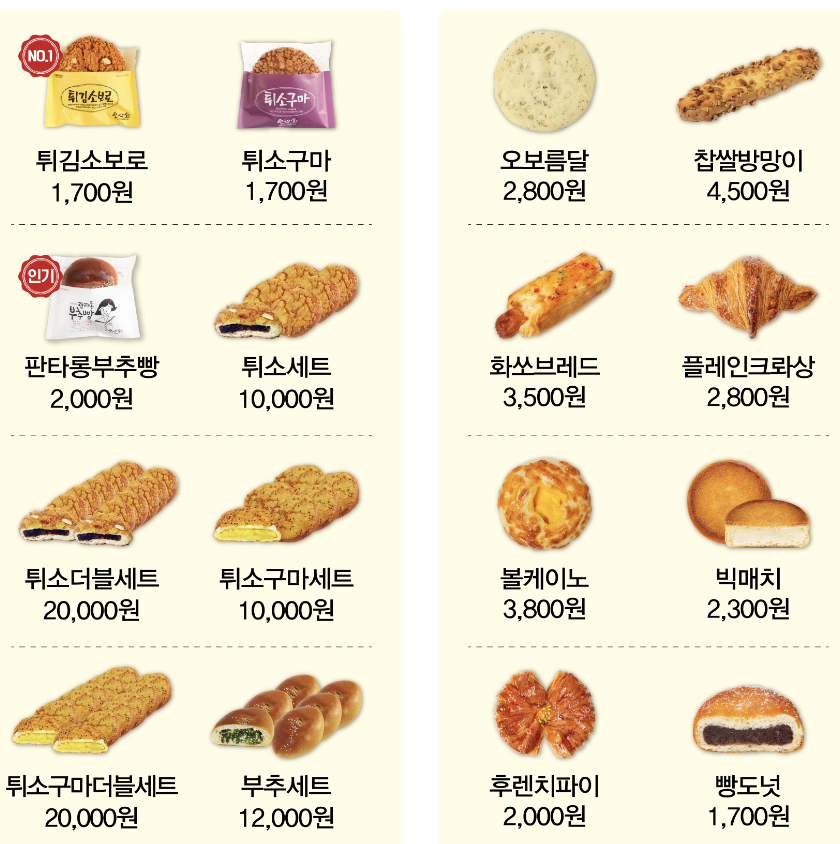 NO.1
튀김소보로
튀소구마
튀김소보로
1,700원
튀소구마
1,700원
오보름달
2,800원
찹쌀방망이
4,500원
인기
판타롱
부추빵
판타롱부추빵
2,000원
튀소세트
10,000원
화쏘브레드
3,500원
플레인크롸상
2,800원
튀소더블세트
20,000원
튀소구마세트
10,000원
볼케이노
3,800원
빅매치
2,300원
튀소구마더블세트
20,000원
부추세트
12,000원
후렌치파이
2,000원
빵도넛
1,700원